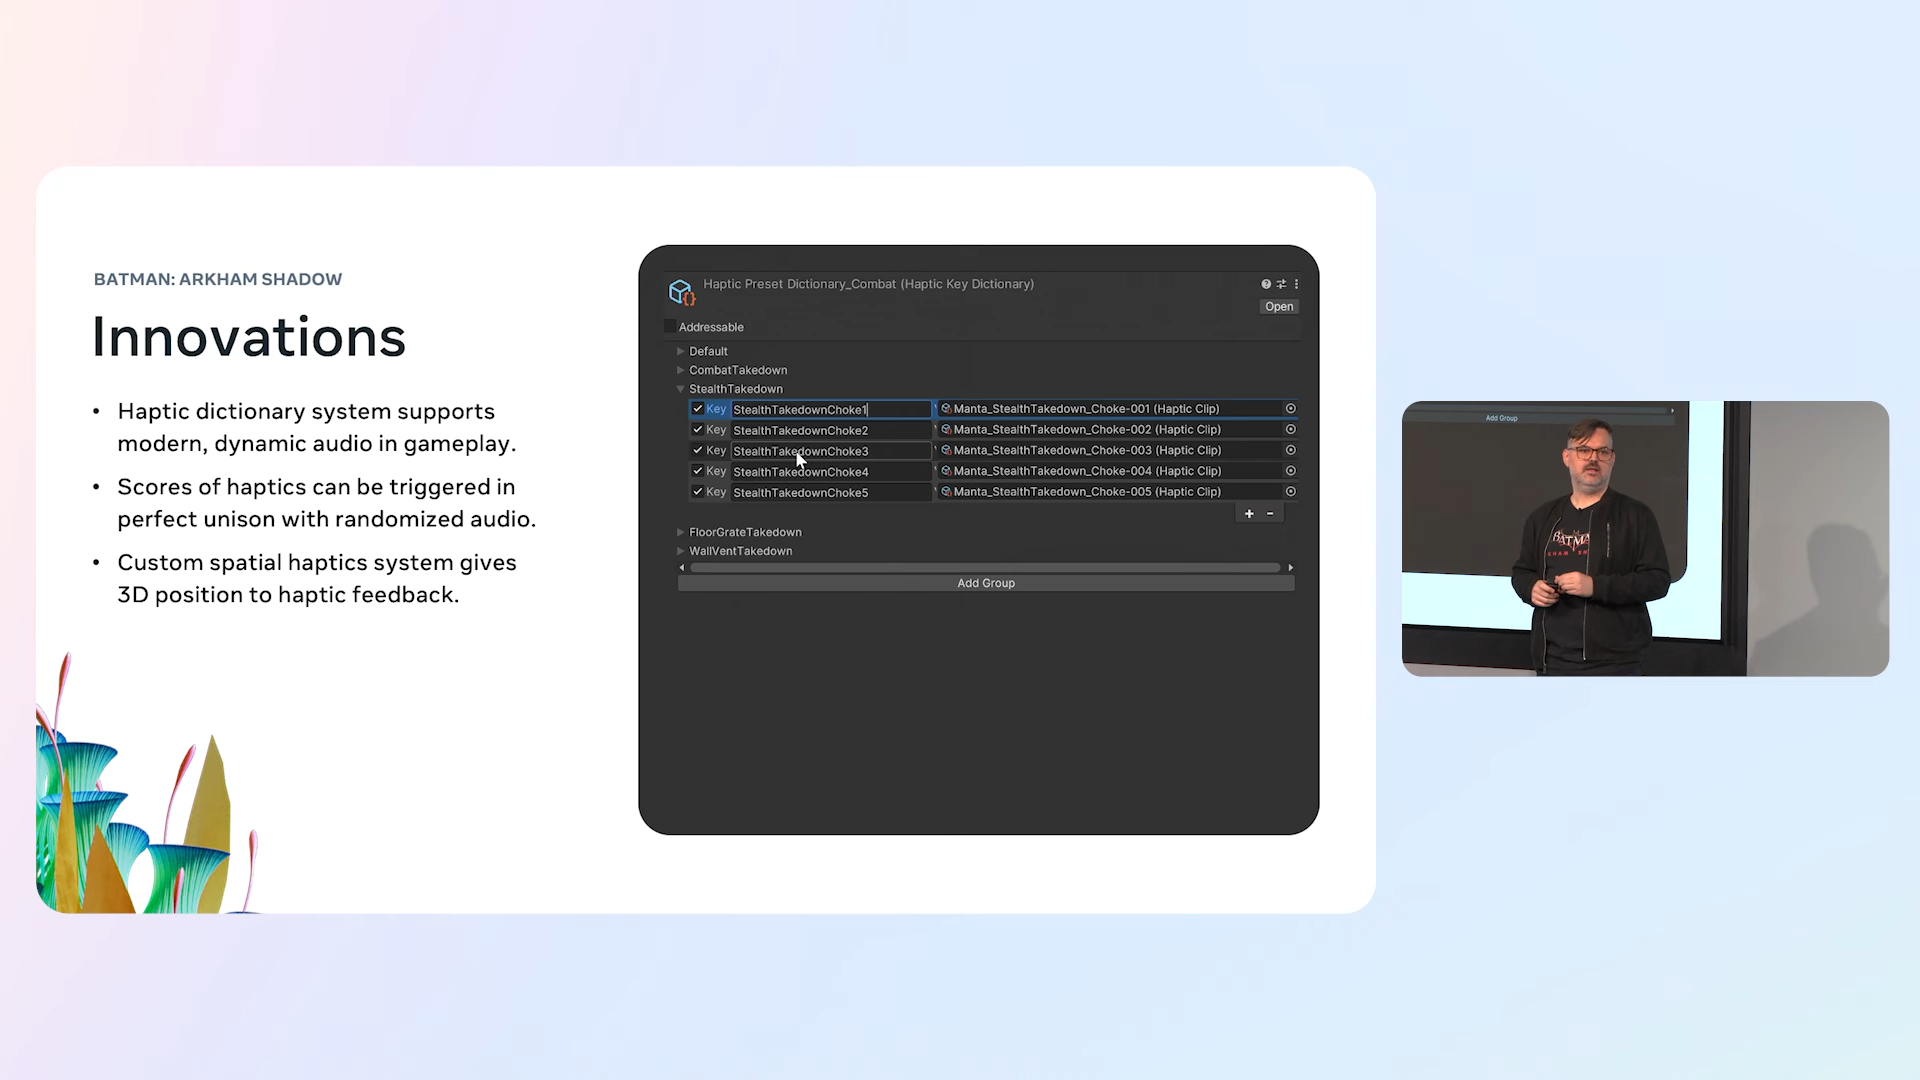 BATMAN: ARKHAM SHADOW
Innovations
• Haptic dictionary system supports
modern, dynamic audio in gameplay.
• Scores of haptics can be triggered in
perfect unison with randomized audio.
• Custom spatial haptics system gives
3D position to haptic feedback.
Haptic Preset Dictionary_Combat (Haptic Key Dictionary)
Open
Addressable
Default
CombatTakedown
StealthTakedown
Key StealthTakedownChoke1 Manta_StealthTakedown_Choke-001 (Haptic Clip)
Key StealthTakedownChoke2 Manta_StealthTakedown_Choke-002 (Haptic Clip)
Key StealthTakedownChoke3 Manta_StealthTakedown_Choke-003 (Haptic Clip)
Key StealthTakedownChoke4 Manta_StealthTakedown_Choke-004 (Haptic Clip)
Key StealthTakedownChoke5 Manta_StealthTakedown_Choke-005 (Haptic Clip)
+ -
FloorGrateTakedown
WallVentTakedown
Add Group
Add Group